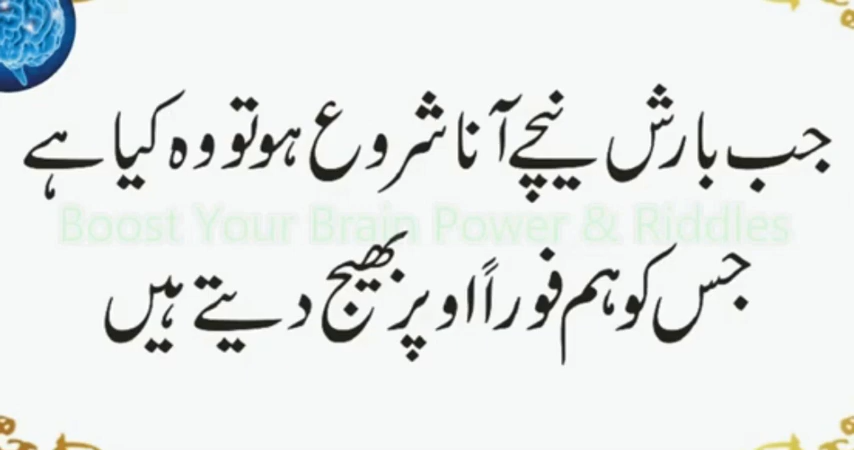 جب بارش نیچے آنا شروع ہو تو وہ کیا ہے
Boost Your Brain Power & Riddles
جس کو ہم فوراً اوپر بھیج دیتے ہیں